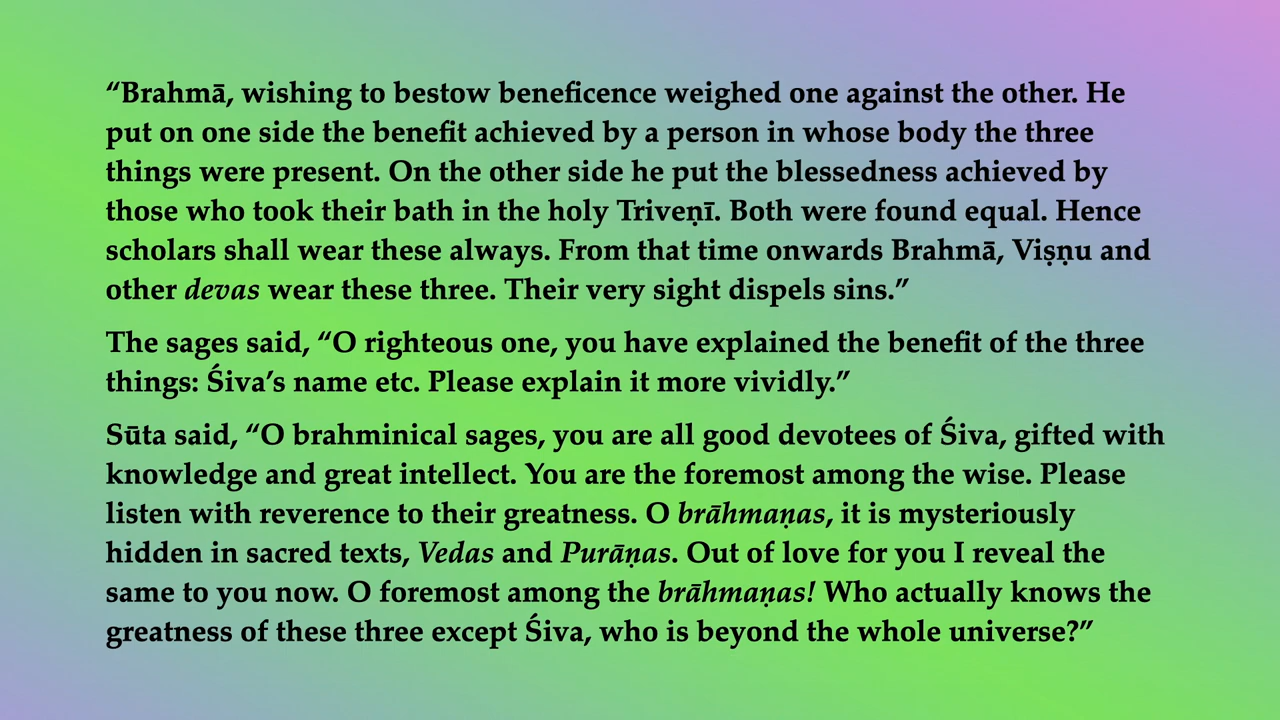 “Brahmā, wishing to bestow beneficence weighed one against the other. He
put on one side the benefit achieved by a person in whose body the three
things were present. On the other side he put the blessedness achieved by
those who took their bath in the holy Triveṇī. Both were found equal. Hence
scholars shall wear these always. From that time onwards Brahmā, Viṣṇu and
other devas wear these three. Their very sight dispels sins.”
The sages said, “O righteous one, you have explained the benefit of the three
things: Śiva’s name etc. Please explain it more vividly.”
Sūta said, “O brahminical sages, you are all good devotees of Śiva, gifted with
knowledge and great intellect. You are the foremost among the wise. Please
listen with reverence to their greatness. O brāhmaṇas, it is mysteriously
hidden in sacred texts, Vedas and Purāṇas. Out of love for you I reveal the
same to you now. O foremost among the brāhmaṇas! Who actually knows the
greatness of these three except Śiva, who is beyond the whole universe?”